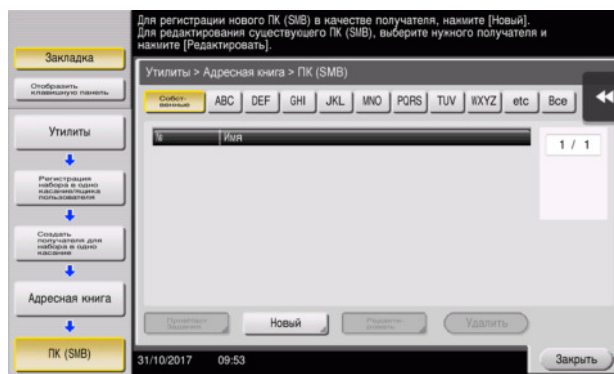 Для регистрации нового ПК (SMB) в качестве получателя, нажмите [Новый].
Для редактирования существующего ПК (SMB), выберите нужного получателя и
нажмите [Редактировать].
Закладка
Отобразить
клавишную панель
Утилиты
Регистрация
набора в одно
касание/ящика
пользователя
Создать
получателя для
набора в одно
касание
Адресная книга
ПК (SMB)
Утилиты > Адресная книга > ПК (SMB)
Собст-
венные
ABC
DEF
GHI
JKL
MNO
PQRS
TUV
WXYZ
etc
Все
№
Имя
1 / 1
Новый
Удалить
31/10/2017
09:53
Закрыть